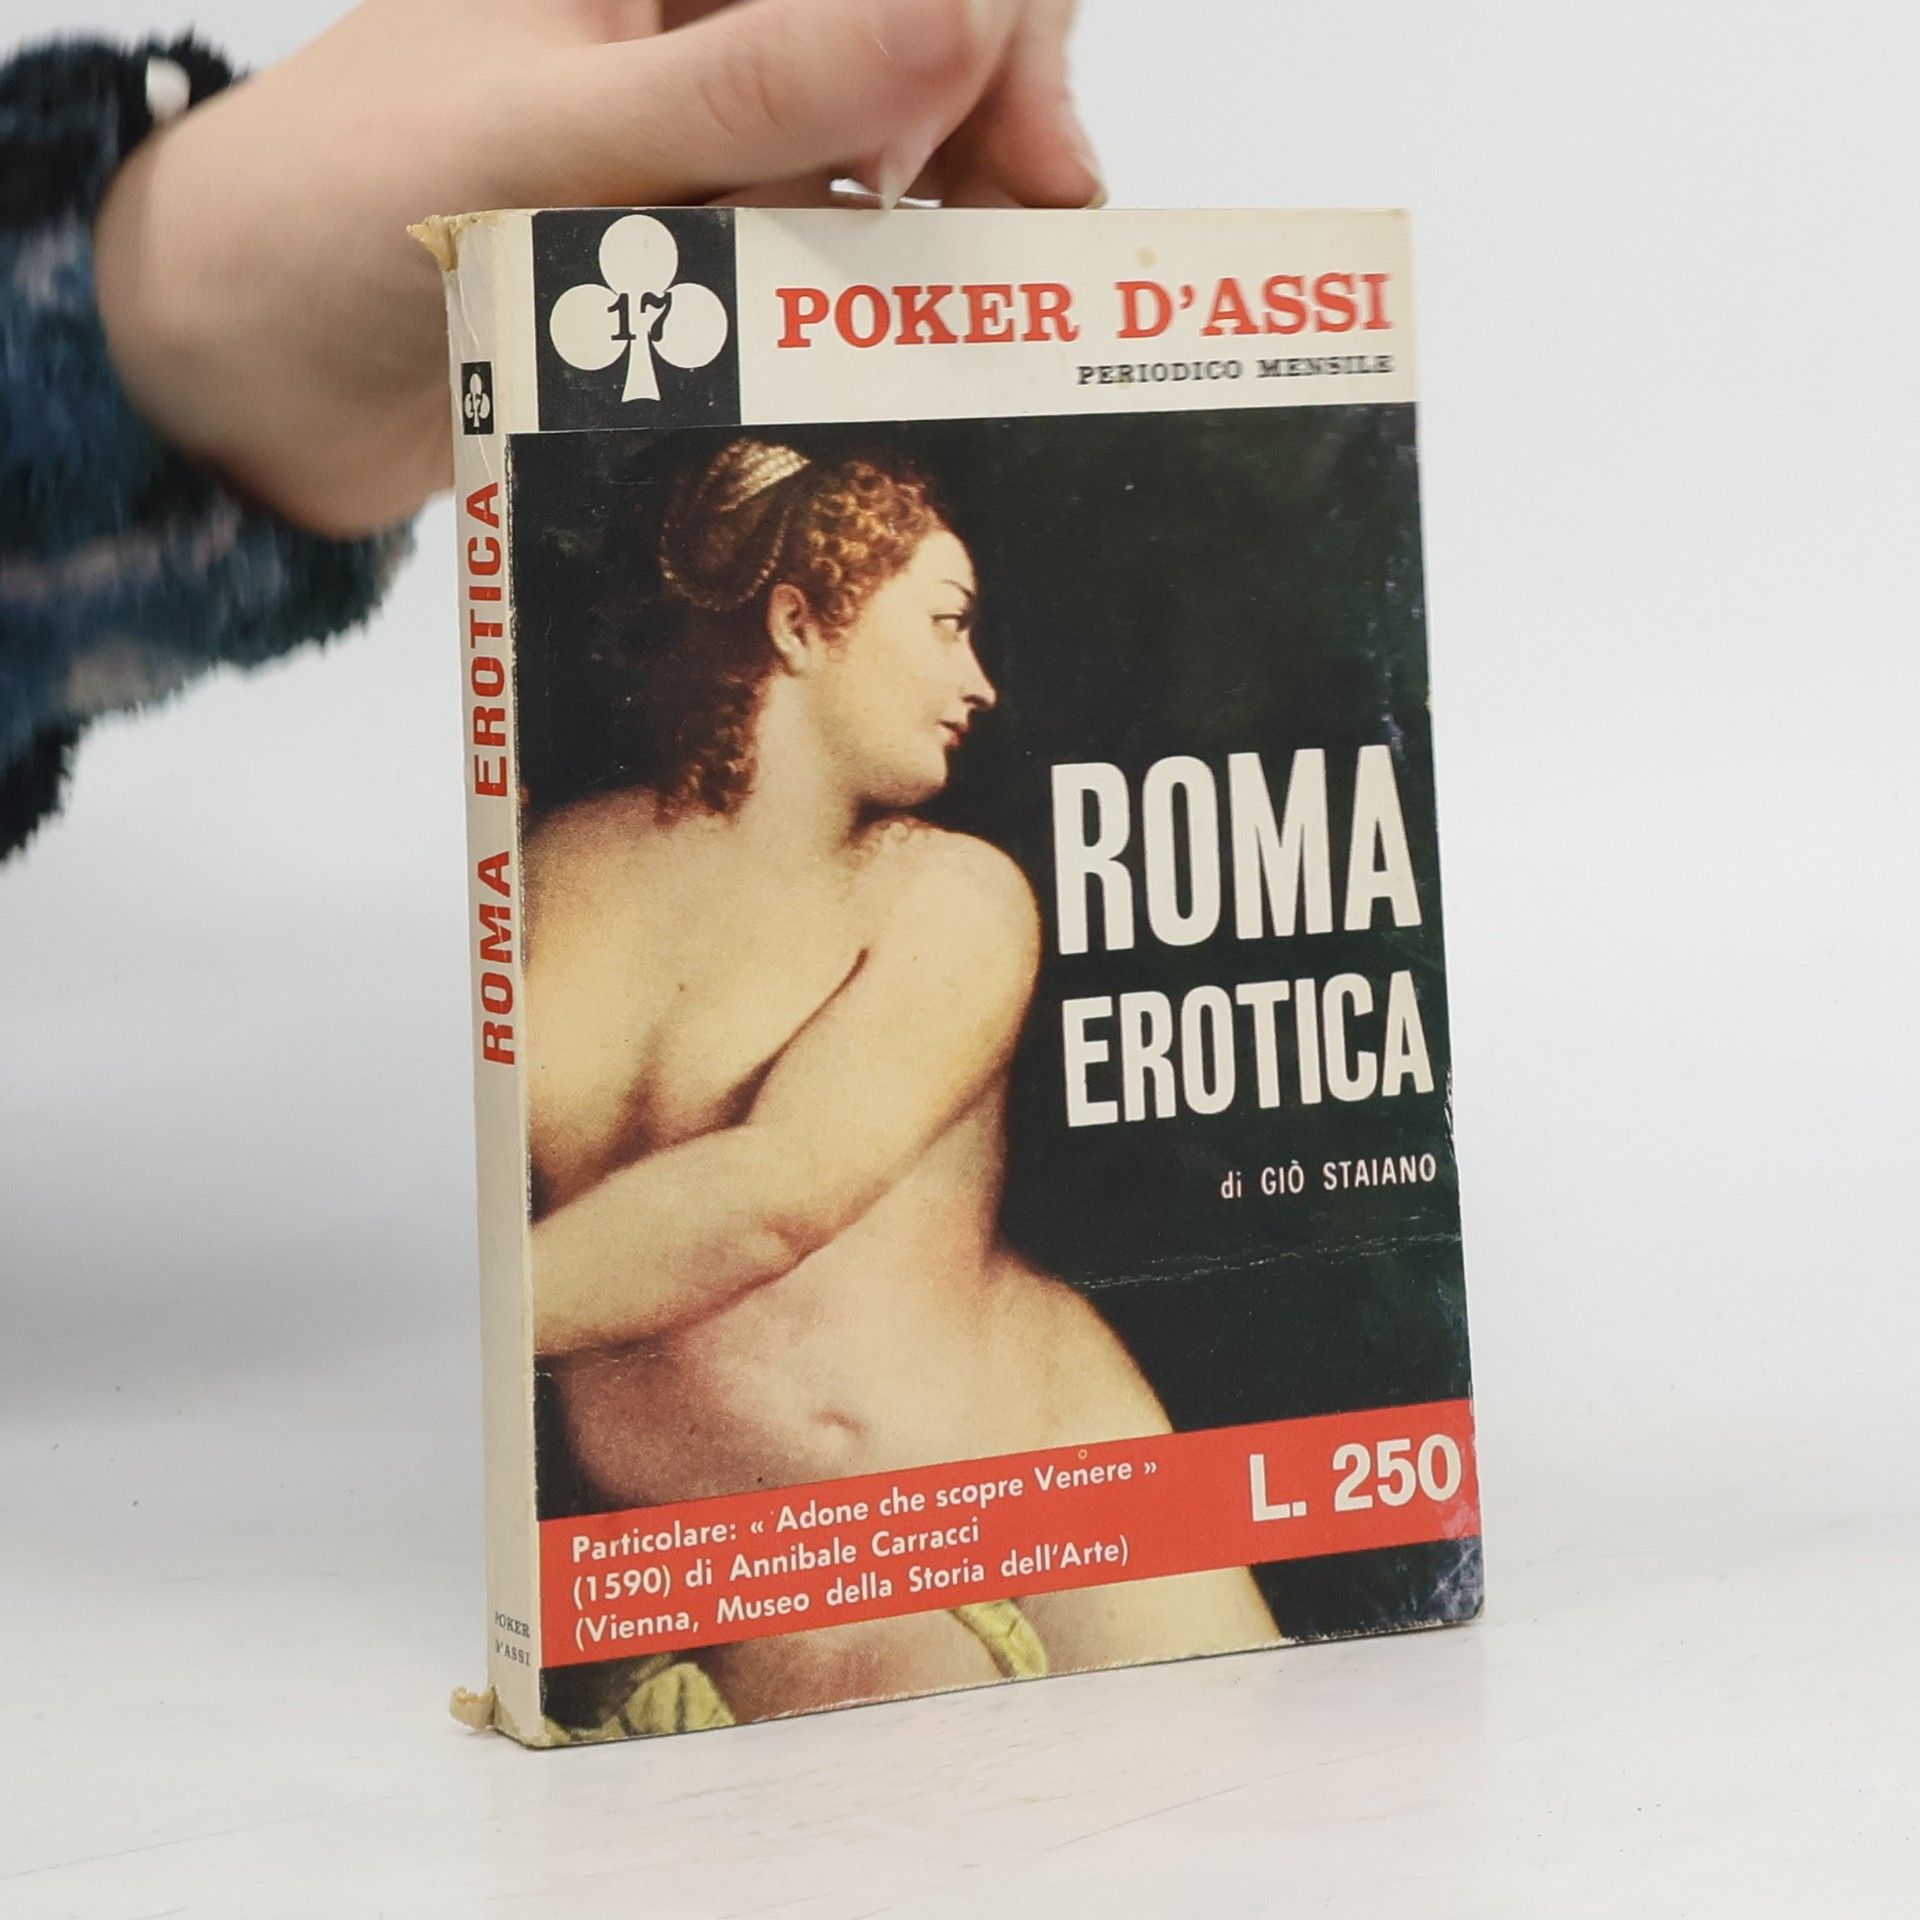 17
POKER D'ASSI
PERIODICO MENSILE
ROMA
EROTICA
di GIÒ STAIANO
Particolare: « Adone che scopre Venere »
(1590) di Annibale Carracci
(Vienna, Museo della Storia dell'Arte)
L. 250
17
ROMA EROTICA
POKER
D'ASSI